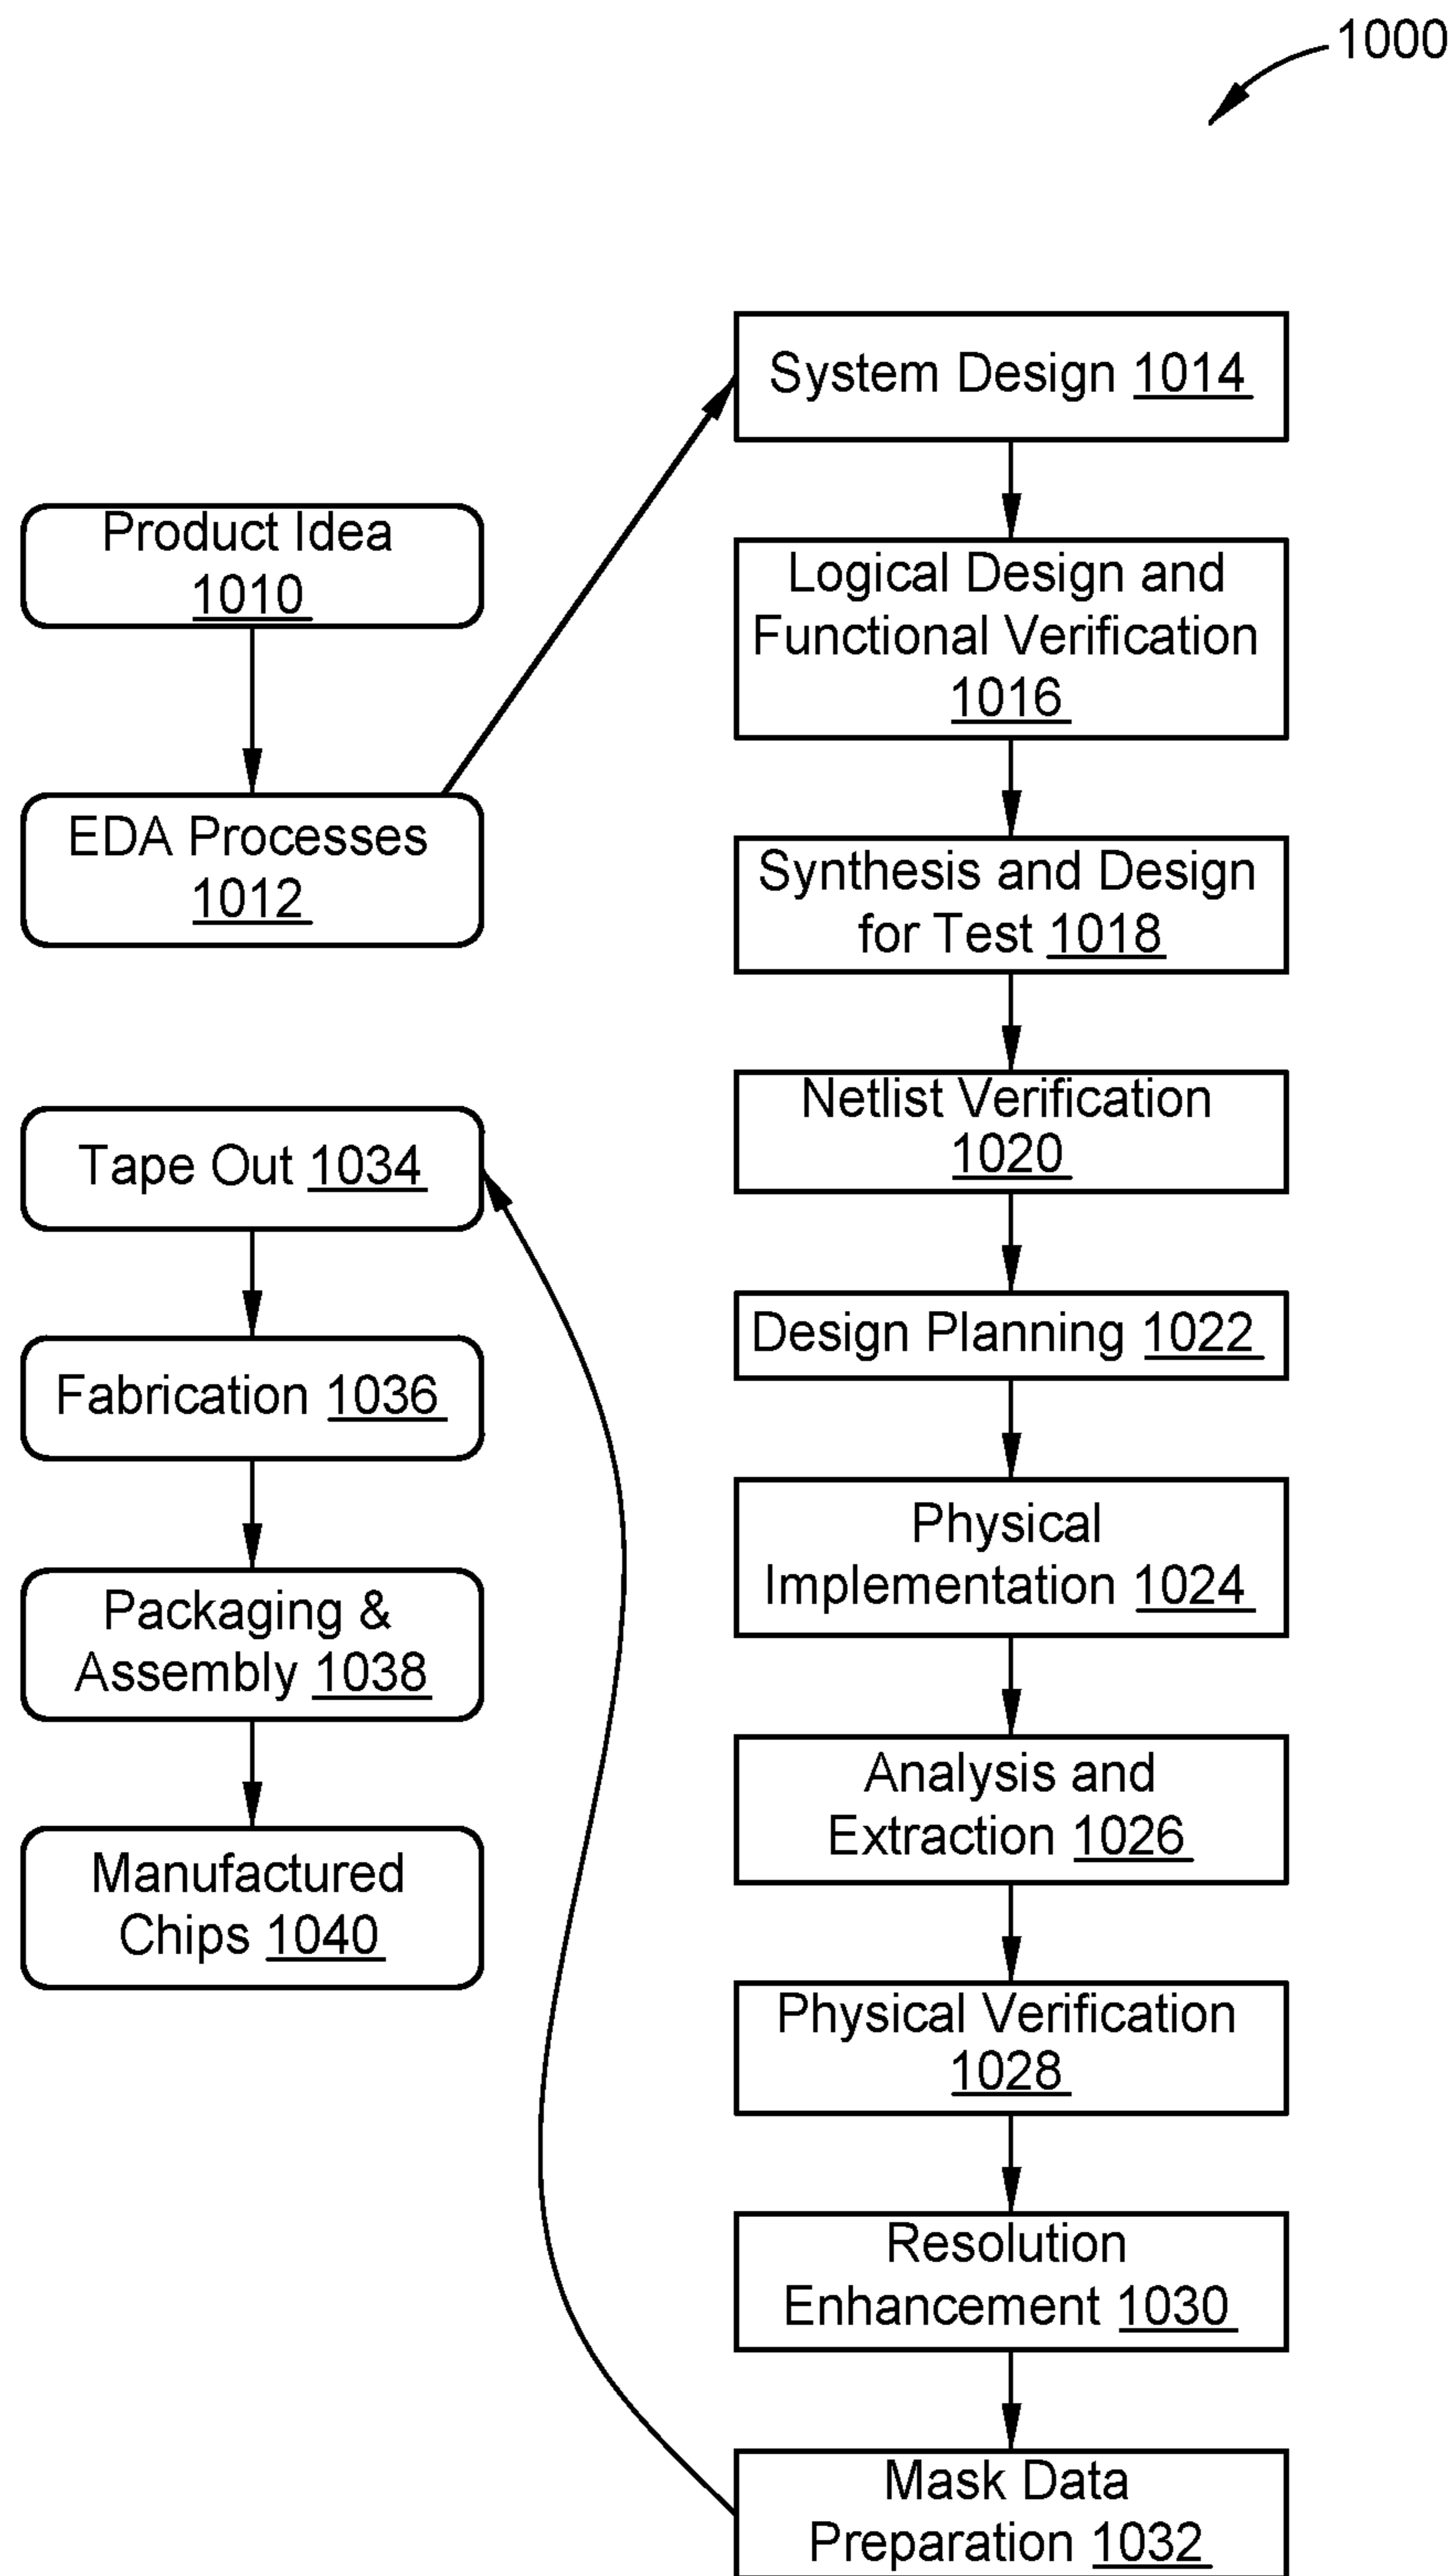 1000
Product Idea
1010
EDA Processes
1012
System Design 1014
Logical Design and
Functional Verification
1016
Synthesis and Design
for Test 1018
Netlist Verification
1020
Design Planning 1022
Physical
Implementation 1024
Analysis and
Extraction 1026
Physical Verification
1028
Resolution
Enhancement 1030
Mask Data
Preparation 1032
Tape Out 1034
Fabrication 1036
Packaging &
Assembly 1038
Manufactured
Chips 1040